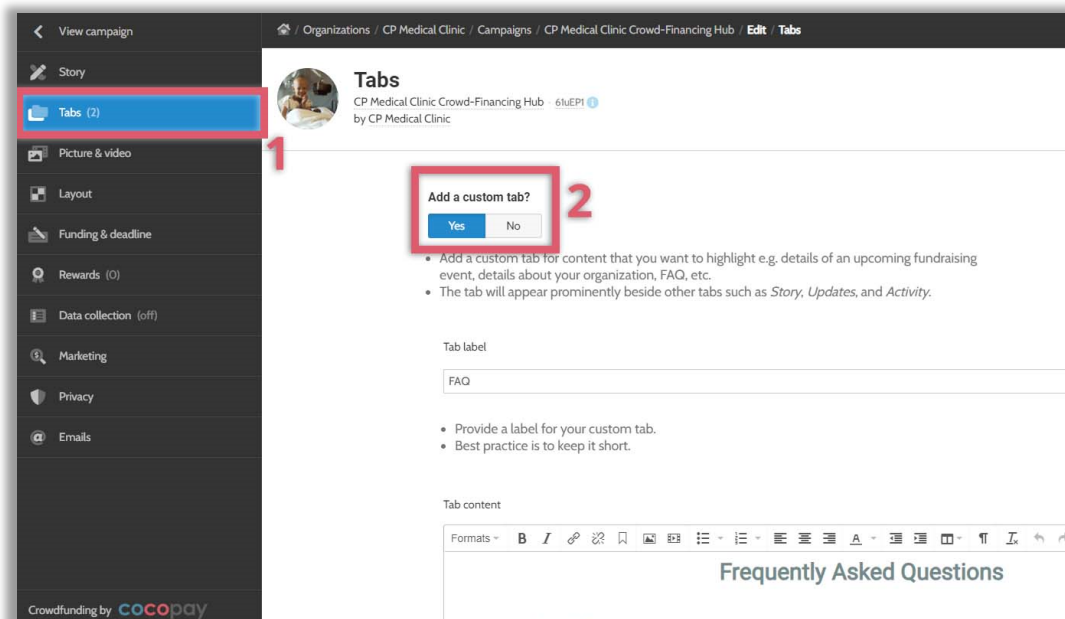 View campaign
/ Organizations / CP Medical Clinic / Campaigns / CP Medical Clinic Crowd-Financing Hub / Edit / Tabs
Story
Tabs (2)
1
Picture & video
Layout
Funding & deadline
Rewards (0)
Data collection (off)
Marketing
Privacy
Emails
Crowdfunding by COCOpay
Tabs
CP Medical Clinic Crowd-Financing Hub · 61uEP1
by CP Medical Clinic
Add a custom tab?
Yes No
2
• Add a custom tab for content that you want to highlight e.g. details of an upcoming fundraising
event, details about your organization, FAQ, etc.
• The tab will appear prominently beside other tabs such as Story, Updates, and Activity.
Tab label
FAQ
• Provide a label for your custom tab.
• Best practice is to keep it short.
Tab content
Formats B I A
Frequently Asked Questions